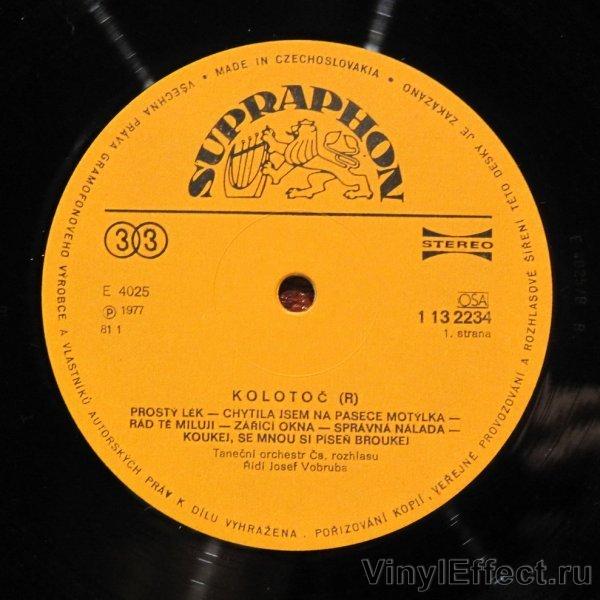 VŠECHNA PRÁVA GRAMOFONOVÉHO VÝROBCE A VLASTNÍKŮ AUTORSKÝCH PRÁV K DÍLU VYHRAŽENA. POŘIZOVÁNÍ KOPIÍ, VEŘEJNÉ PROVOZOVÁNÍ A ROZHLASOVÉ ŠÍŘENÍ TÉTO DESKY JE ZAKÁZÁNO
• MADE IN CZECHOSLOVAKIA •
SUPRAPHON
33
STEREO
E 4025
Ⓟ 1977
81 1
OSA
1 13 2234
1. strana
KOLOTOČ (R)
PROSTÝ LÉK — CHYTILA JSEM NA PASECE MOTÝLKA —
RÁD TĚ MILUJI — ZÁŘÍCÍ OKNA — SPRÁVNÁ NÁLADA —
KOUKEJ, SE MNOU SI PÍSEŇ BROUKEJ
Taneční orchestr Čs. rozhlasu
Řídí Josef Vobruba
VinylEffect.ru